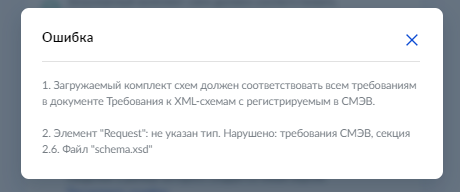 Ошибка
1. Загружаемый комплект схем должен соответствовать всем требованиям
в документе Требования к XML-схемам с регистрируемым в СМЭВ.
2. Элемент "Request": не указан тип. Нарушено: требования СМЭВ, секция
2.6. Файл "schema.xsd"